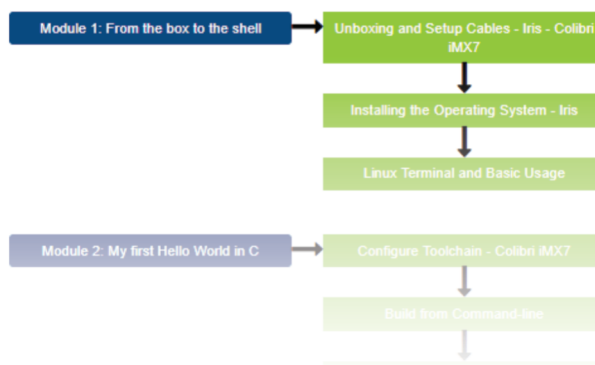 Module 1: From the box to the shell
Unboxing and Setup Cables - Iris - Colibri
iMX7
Installing the Operating System - Iris
Linux Terminal and Basic Usage
Module 2: My first Hello World in C
Configure Toolchain - Colibri iMX7
Build from Command-line